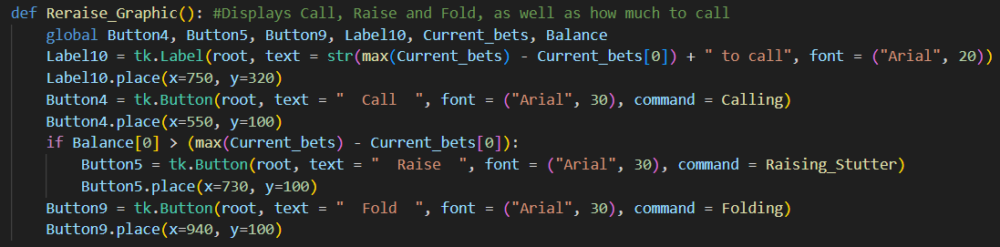 def Reraise_Graphic(): #Displays Call, Raise and Fold, as well as how much to call
    global Button4, Button5, Button9, Label10, Current_bets, Balance
    Label10 = tk.Label(root, text = str(max(Current_bets) - Current_bets[0]) + " to call", font = ("Arial", 20))
    Label10.place(x=750, y=320)
    Button4 = tk.Button(root, text = "  Call  ", font = ("Arial", 30), command = Calling)
    Button4.place(x=550, y=100)
    if Balance[0] > (max(Current_bets) - Current_bets[0]):
        Button5 = tk.Button(root, text = "  Raise  ", font = ("Arial", 30), command = Raising_Stutter)
        Button5.place(x=730, y=100)
    Button9 = tk.Button(root, text = "  Fold  ", font = ("Arial", 30), command = Folding)
    Button9.place(x=940, y=100)